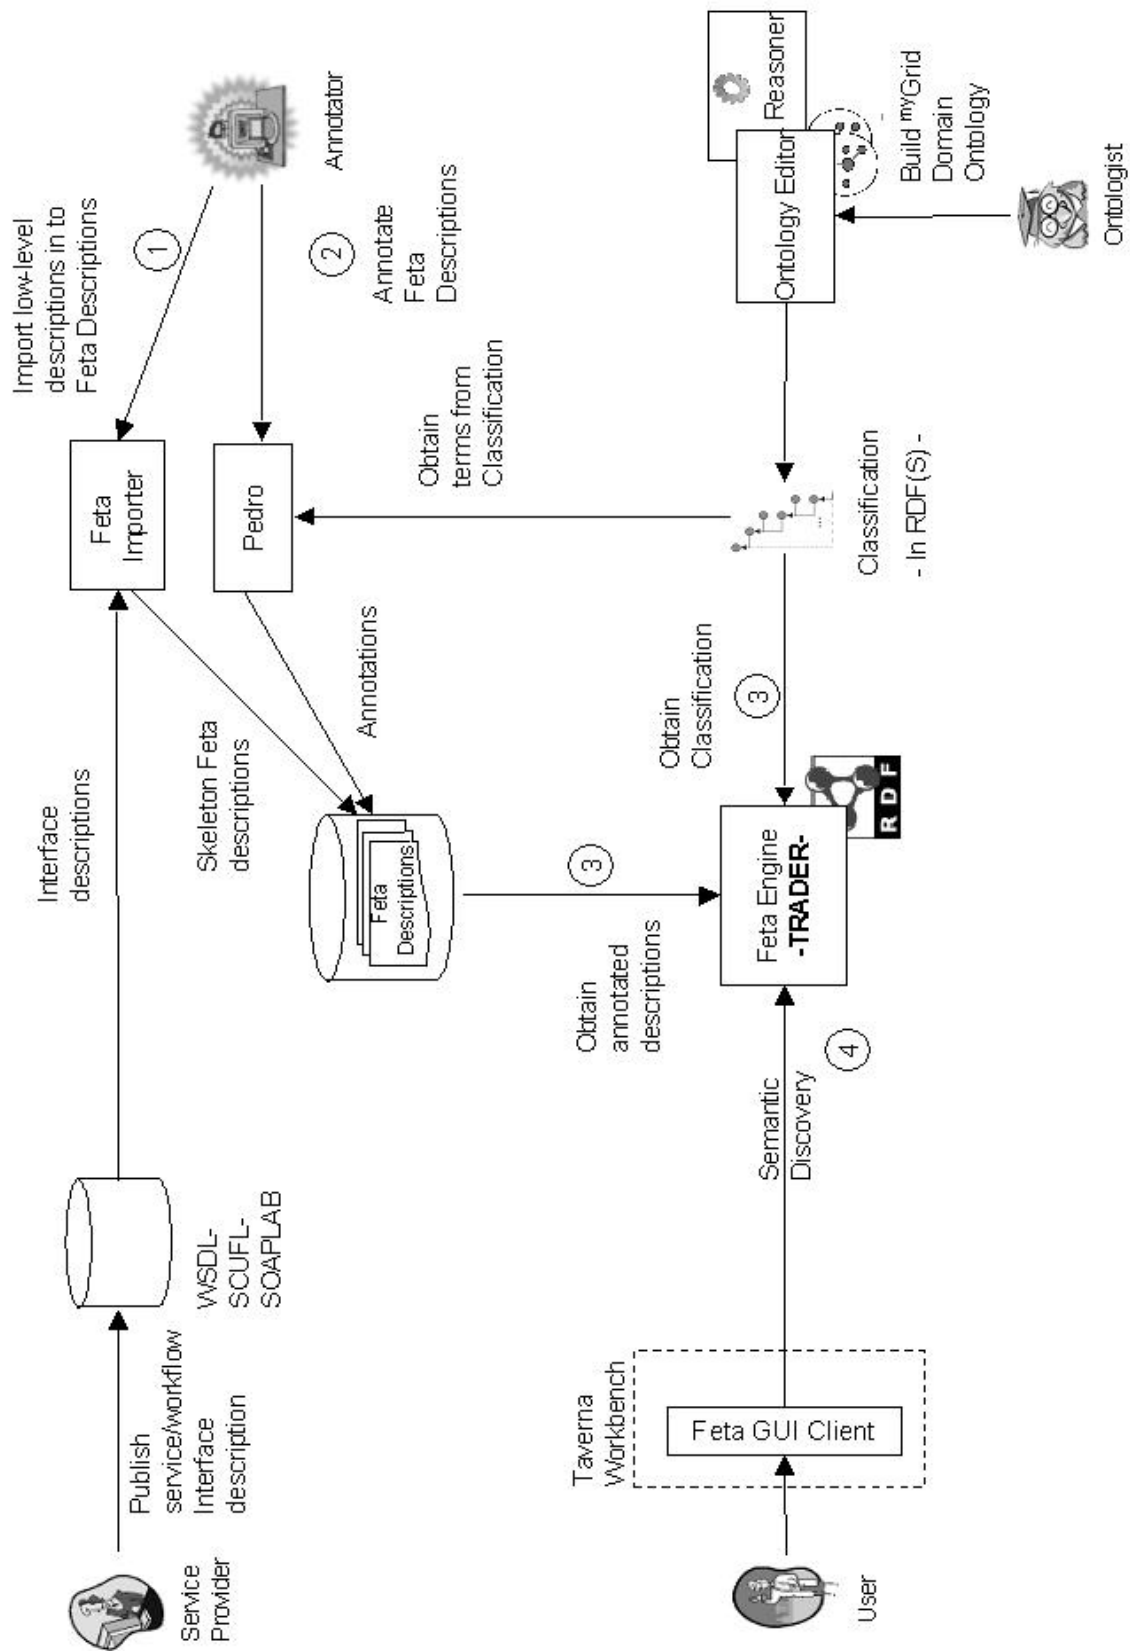 Service
Provider
Publish
service/workflow
Interface
description
WSDL-
SCUFL-
SOAPLAB
Interface
descriptions
Feta
Importer
Import low-level
descriptions in to
Feta Descriptions
1
Annotator
2
Annotate
Feta
Descriptions
Pedro
Skeleton Feta
descriptions
Annotations
Feta
Descriptions
Obtain
terms from
Classification
3
Obtain
annotated
descriptions
Obtain
Classification
3
Feta Engine
-TRADER-
RDF
Classification
- In RDF(S) -
Ontology Editor
Reasoner
Build myGrid
Domain
Ontology
Ontologist
Semantic
Discovery
4
Taverna
Workbench
Feta GUI Client
User